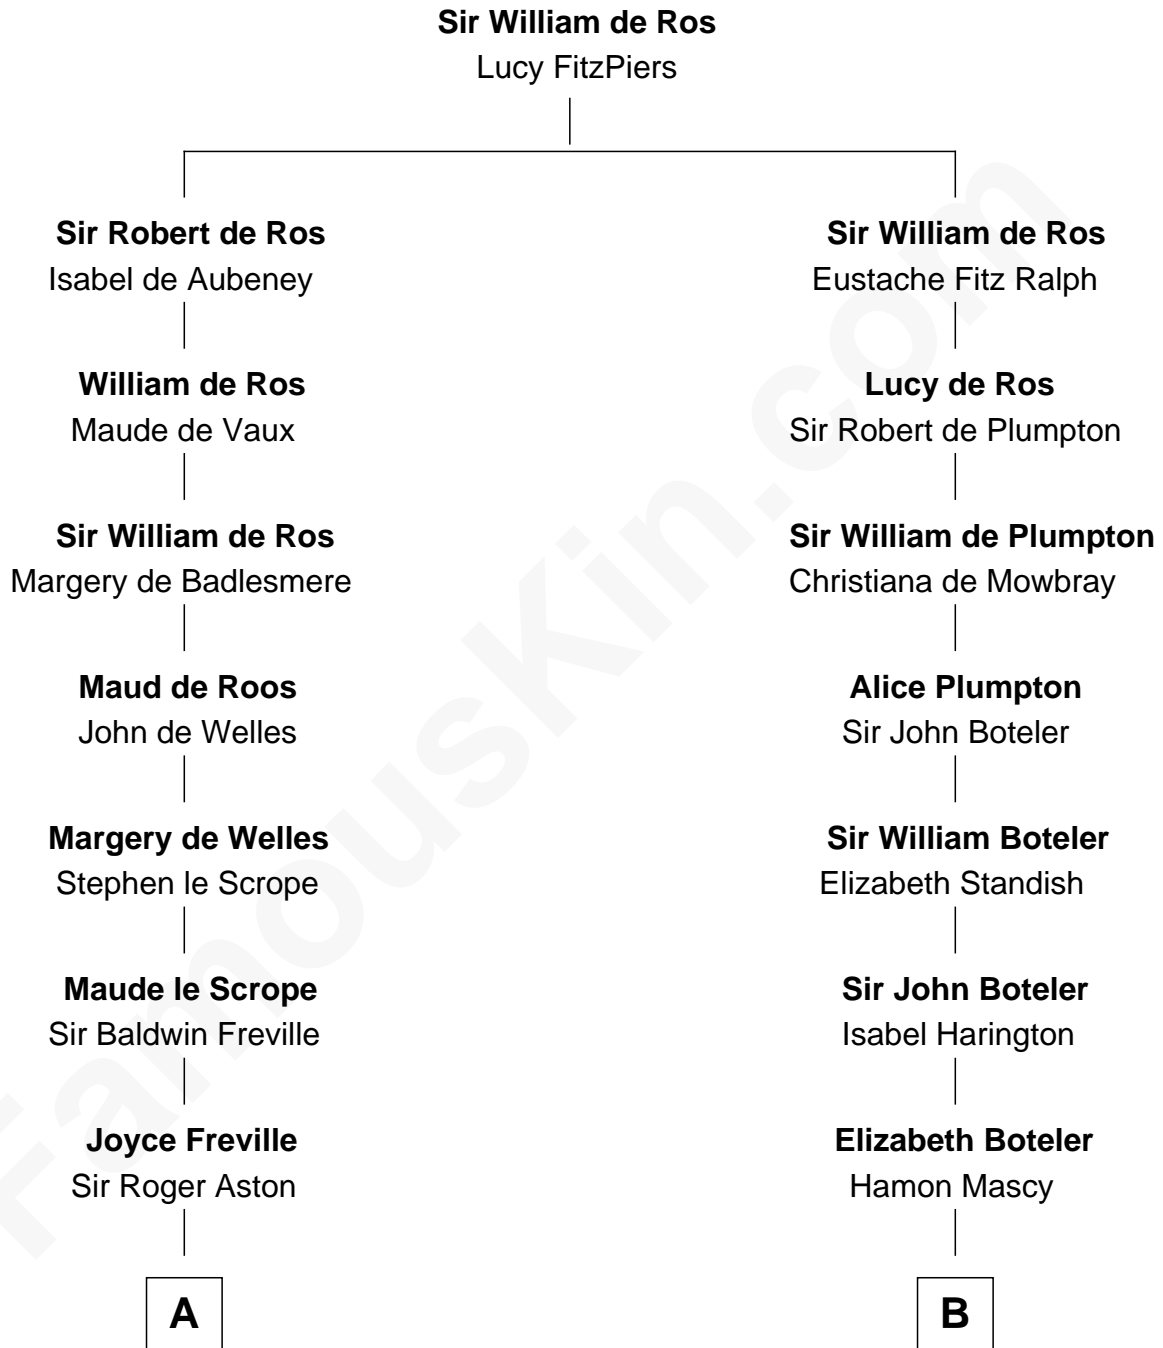 Sir William de Ros
Lucy FitzPiers
Sir Robert de Ros
Isabel de Aubeney
William de Ros
Maude de Vaux
Sir William de Ros
Margery de Badlesmere
Maud de Roos
John de Welles
Margery de Welles
Stephen le Scrope
Maude le Scrope
Sir Baldwin Freville
Joyce Freville
Sir Roger Aston
A
Sir William de Ros
Eustache Fitz Ralph
Lucy de Ros
Sir Robert de Plumpton
Sir William de Plumpton
Christiana de Mowbray
Alice Plumpton
Sir John Boteler
Sir William Boteler
Elizabeth Standish
Sir John Boteler
Isabel Harington
Elizabeth Boteler
Hamon Mascy
B
FamousKin.com